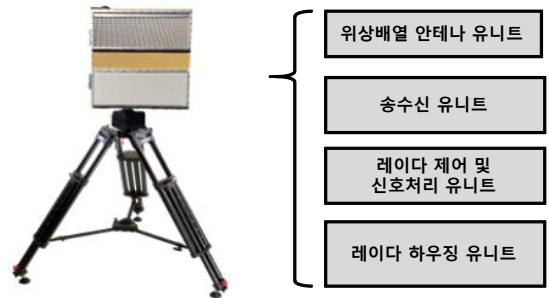 위상배열 안테나 유니트
송수신 유니트
레이다 제어 및
신호처리 유니트
레이다 하우징 유니트